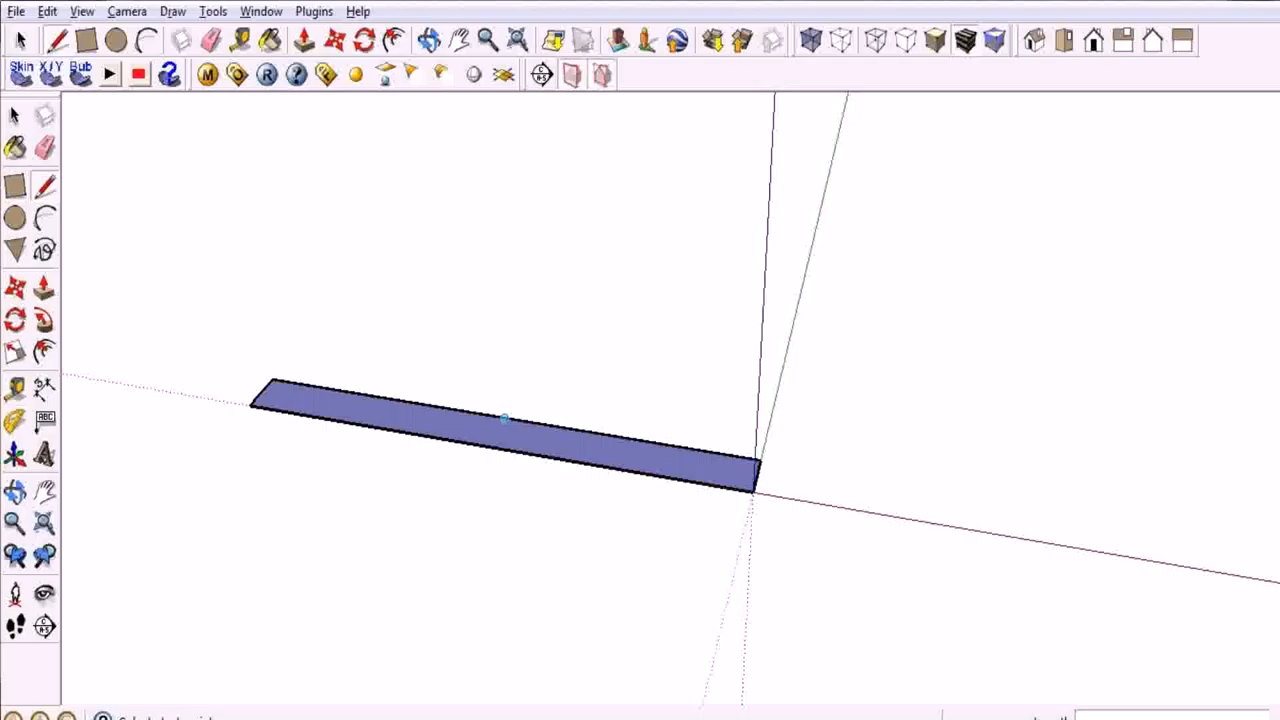 File Edit View Camera Draw Tools Window Plugins Help
Skin X/Y Bub
M R ? 
ABC